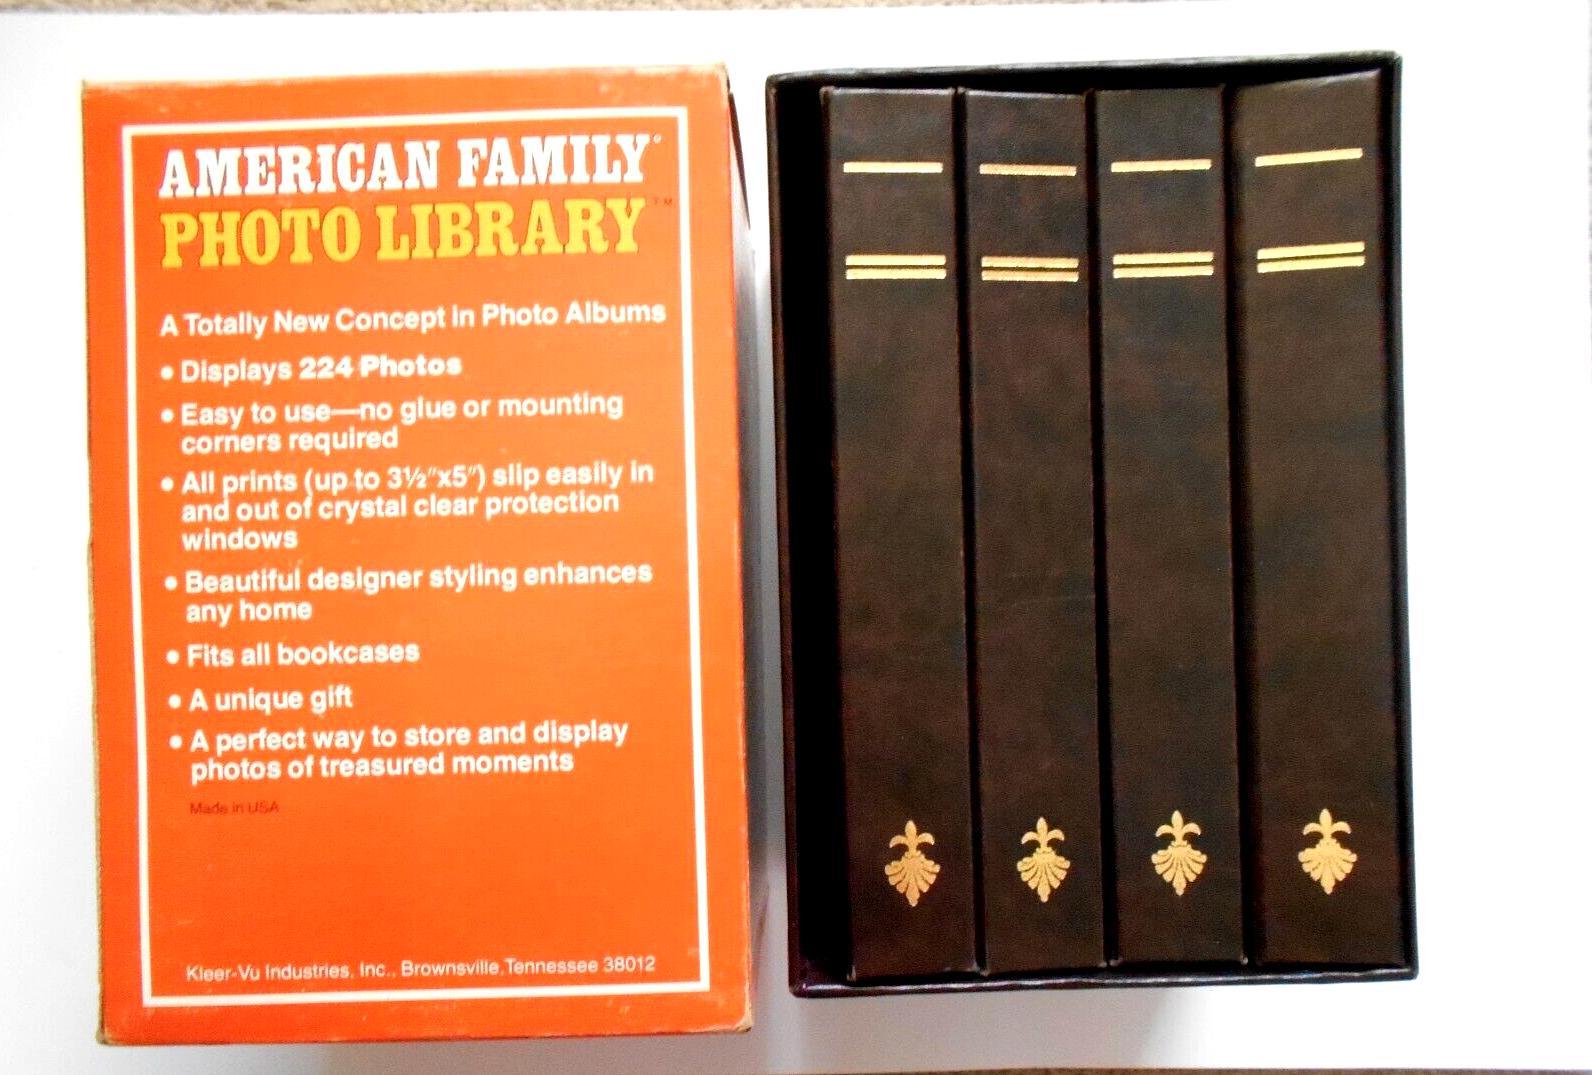 AMERICAN FAMILY®
PHOTO LIBRARY™
A Totally New Concept in Photo Albums
• Displays 224 Photos
• Easy to use—no glue or mounting
corners required
• All prints (up to 3½"x5") slip easily in
and out of crystal clear protection
windows
• Beautiful designer styling enhances
any home
• Fits all bookcases
• A unique gift
• A perfect way to store and display
photos of treasured moments
Made in USA
Kleer-Vu Industries, Inc., Brownsville, Tennessee 38012